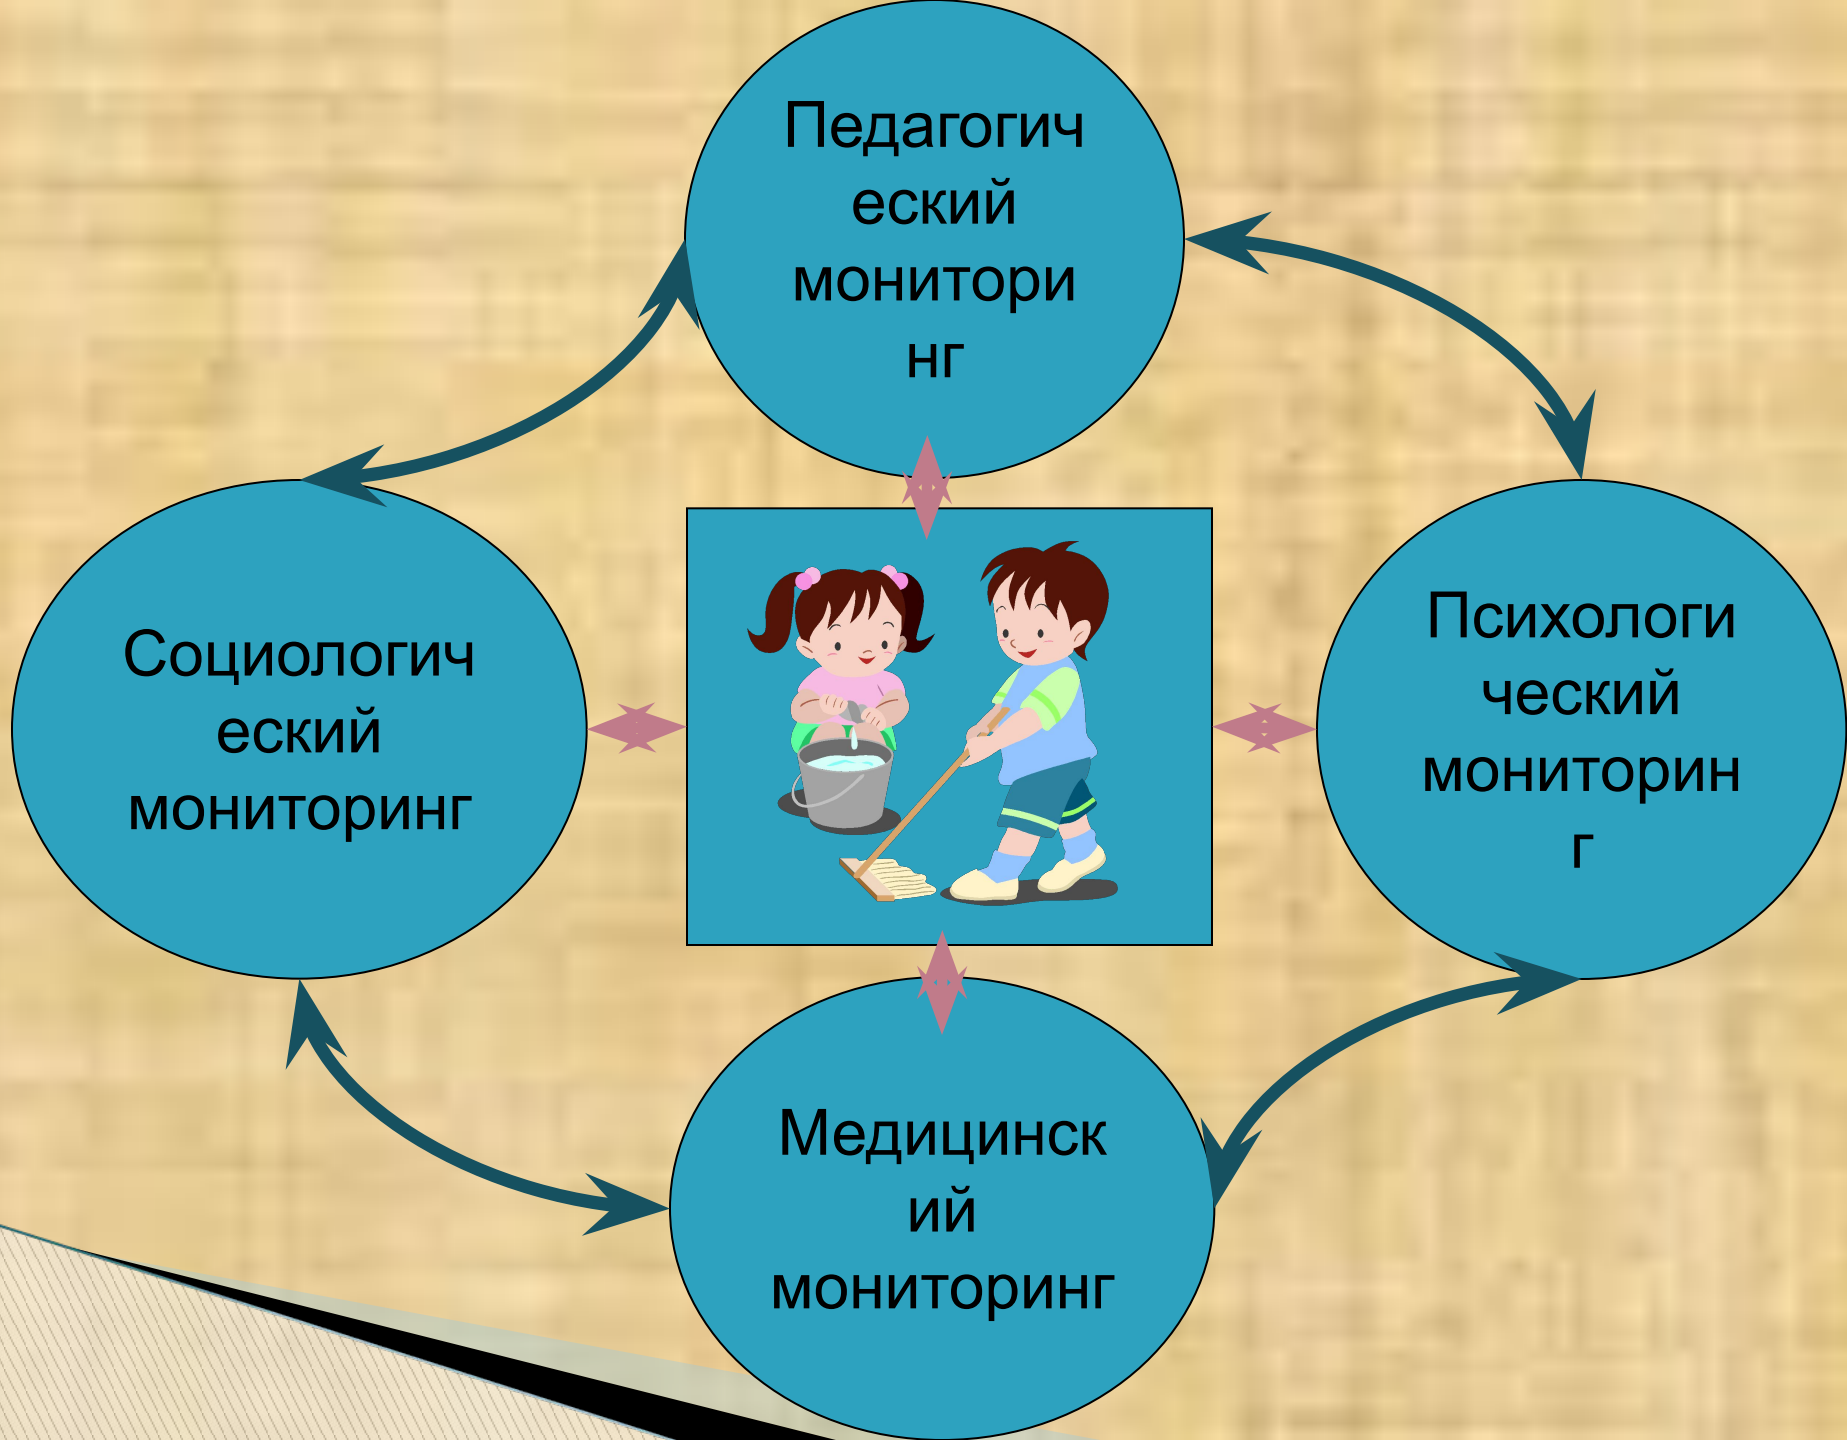 Педагогич
еский
монитори
нг
Социологич
еский
мониторинг
Психологи
ческий
мониторин
г
Медицинск
ий
мониторинг